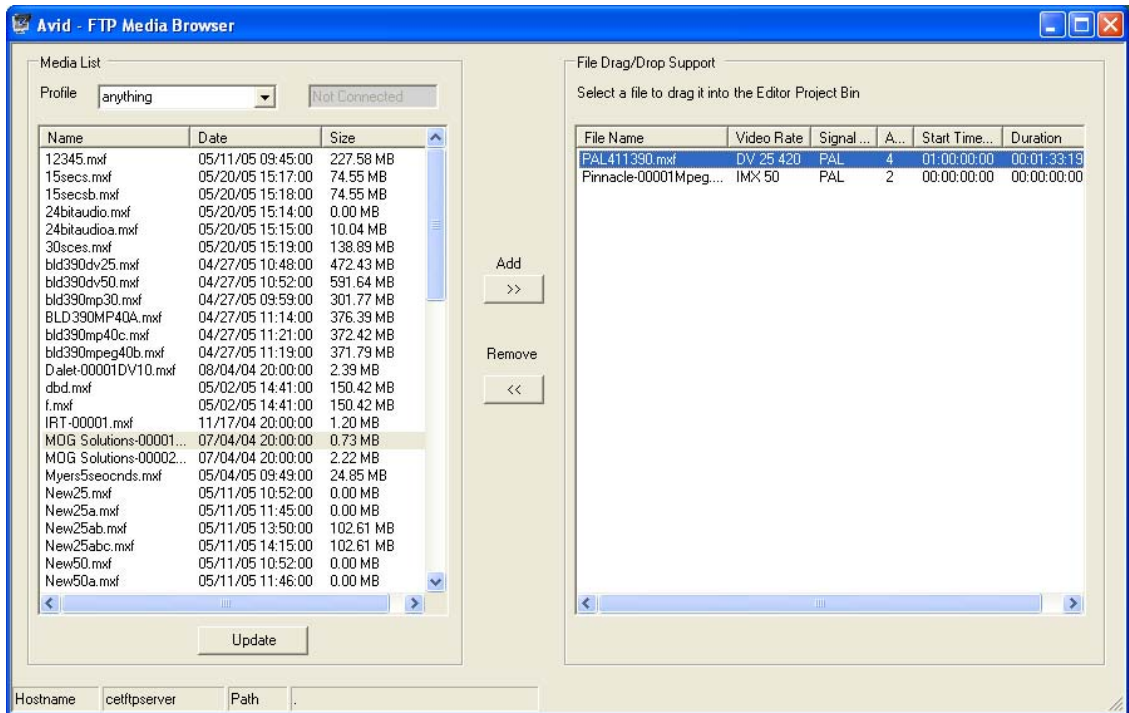 Avid - FTP Media Browser
Media List
Profile anything Not Connected
Name Date Size
12345.mxf 05/11/05 09:45:00 227.58 MB
15secs.mxf 05/20/05 15:17:00 74.55 MB
15secsb.mxf 05/20/05 15:18:00 74.55 MB
24bitaudio.mxf 05/20/05 15:14:00 0.00 MB
24bitaudioa.mxf 05/20/05 15:15:00 10.04 MB
30sces.mxf 05/20/05 15:19:00 138.89 MB
bld390dv25.mxf 04/27/05 10:48:00 472.43 MB
bld390dv50.mxf 04/27/05 10:52:00 591.64 MB
bld390mp30.mxf 04/27/05 09:59:00 301.77 MB
BLD390MP40A.mxf 04/27/05 11:14:00 376.39 MB
bld390mp40c.mxf 04/27/05 11:21:00 372.42 MB
bld390mpeg40b.mxf 04/27/05 11:19:00 371.79 MB
Dalet-00001DV10.mxf 08/04/04 20:00:00 2.39 MB
dbd.mxf 05/02/05 14:41:00 150.42 MB
f.mxf 05/02/05 14:41:00 150.42 MB
IRT-00001.mxf 11/17/04 20:00:00 1.20 MB
MOG Solutions-00001... 07/04/04 20:00:00 0.73 MB
MOG Solutions-00002... 07/04/04 20:00:00 2.22 MB
Myers5seocnds.mxf 05/04/05 09:49:00 24.85 MB
New25.mxf 05/11/05 10:52:00 0.00 MB
New25a.mxf 05/11/05 11:45:00 0.00 MB
New25ab.mxf 05/11/05 13:50:00 102.61 MB
New25abc.mxf 05/11/05 14:15:00 102.61 MB
New50.mxf 05/11/05 10:52:00 0.00 MB
New50a.mxf 05/11/05 11:46:00 0.00 MB
Update
Add
>>
Remove
<<
File Drag/Drop Support
Select a file to drag it into the Editor Project Bin
File Name Video Rate Signal ... A... Start Time... Duration
PAL411390.mxf DV 25 420 PAL 4 01:00:00:00 00:01:33:19
Pinnacle-00001Mpeg.... IMX 50 PAL 2 00:00:00:00 00:00:00:00
Hostname cetftpserver Path .